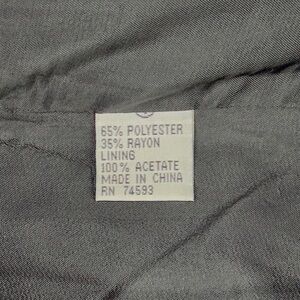 65% POLYESTER
35% RAYON
LINING
100% ACETATE
MADE IN CHINA
RN 74593